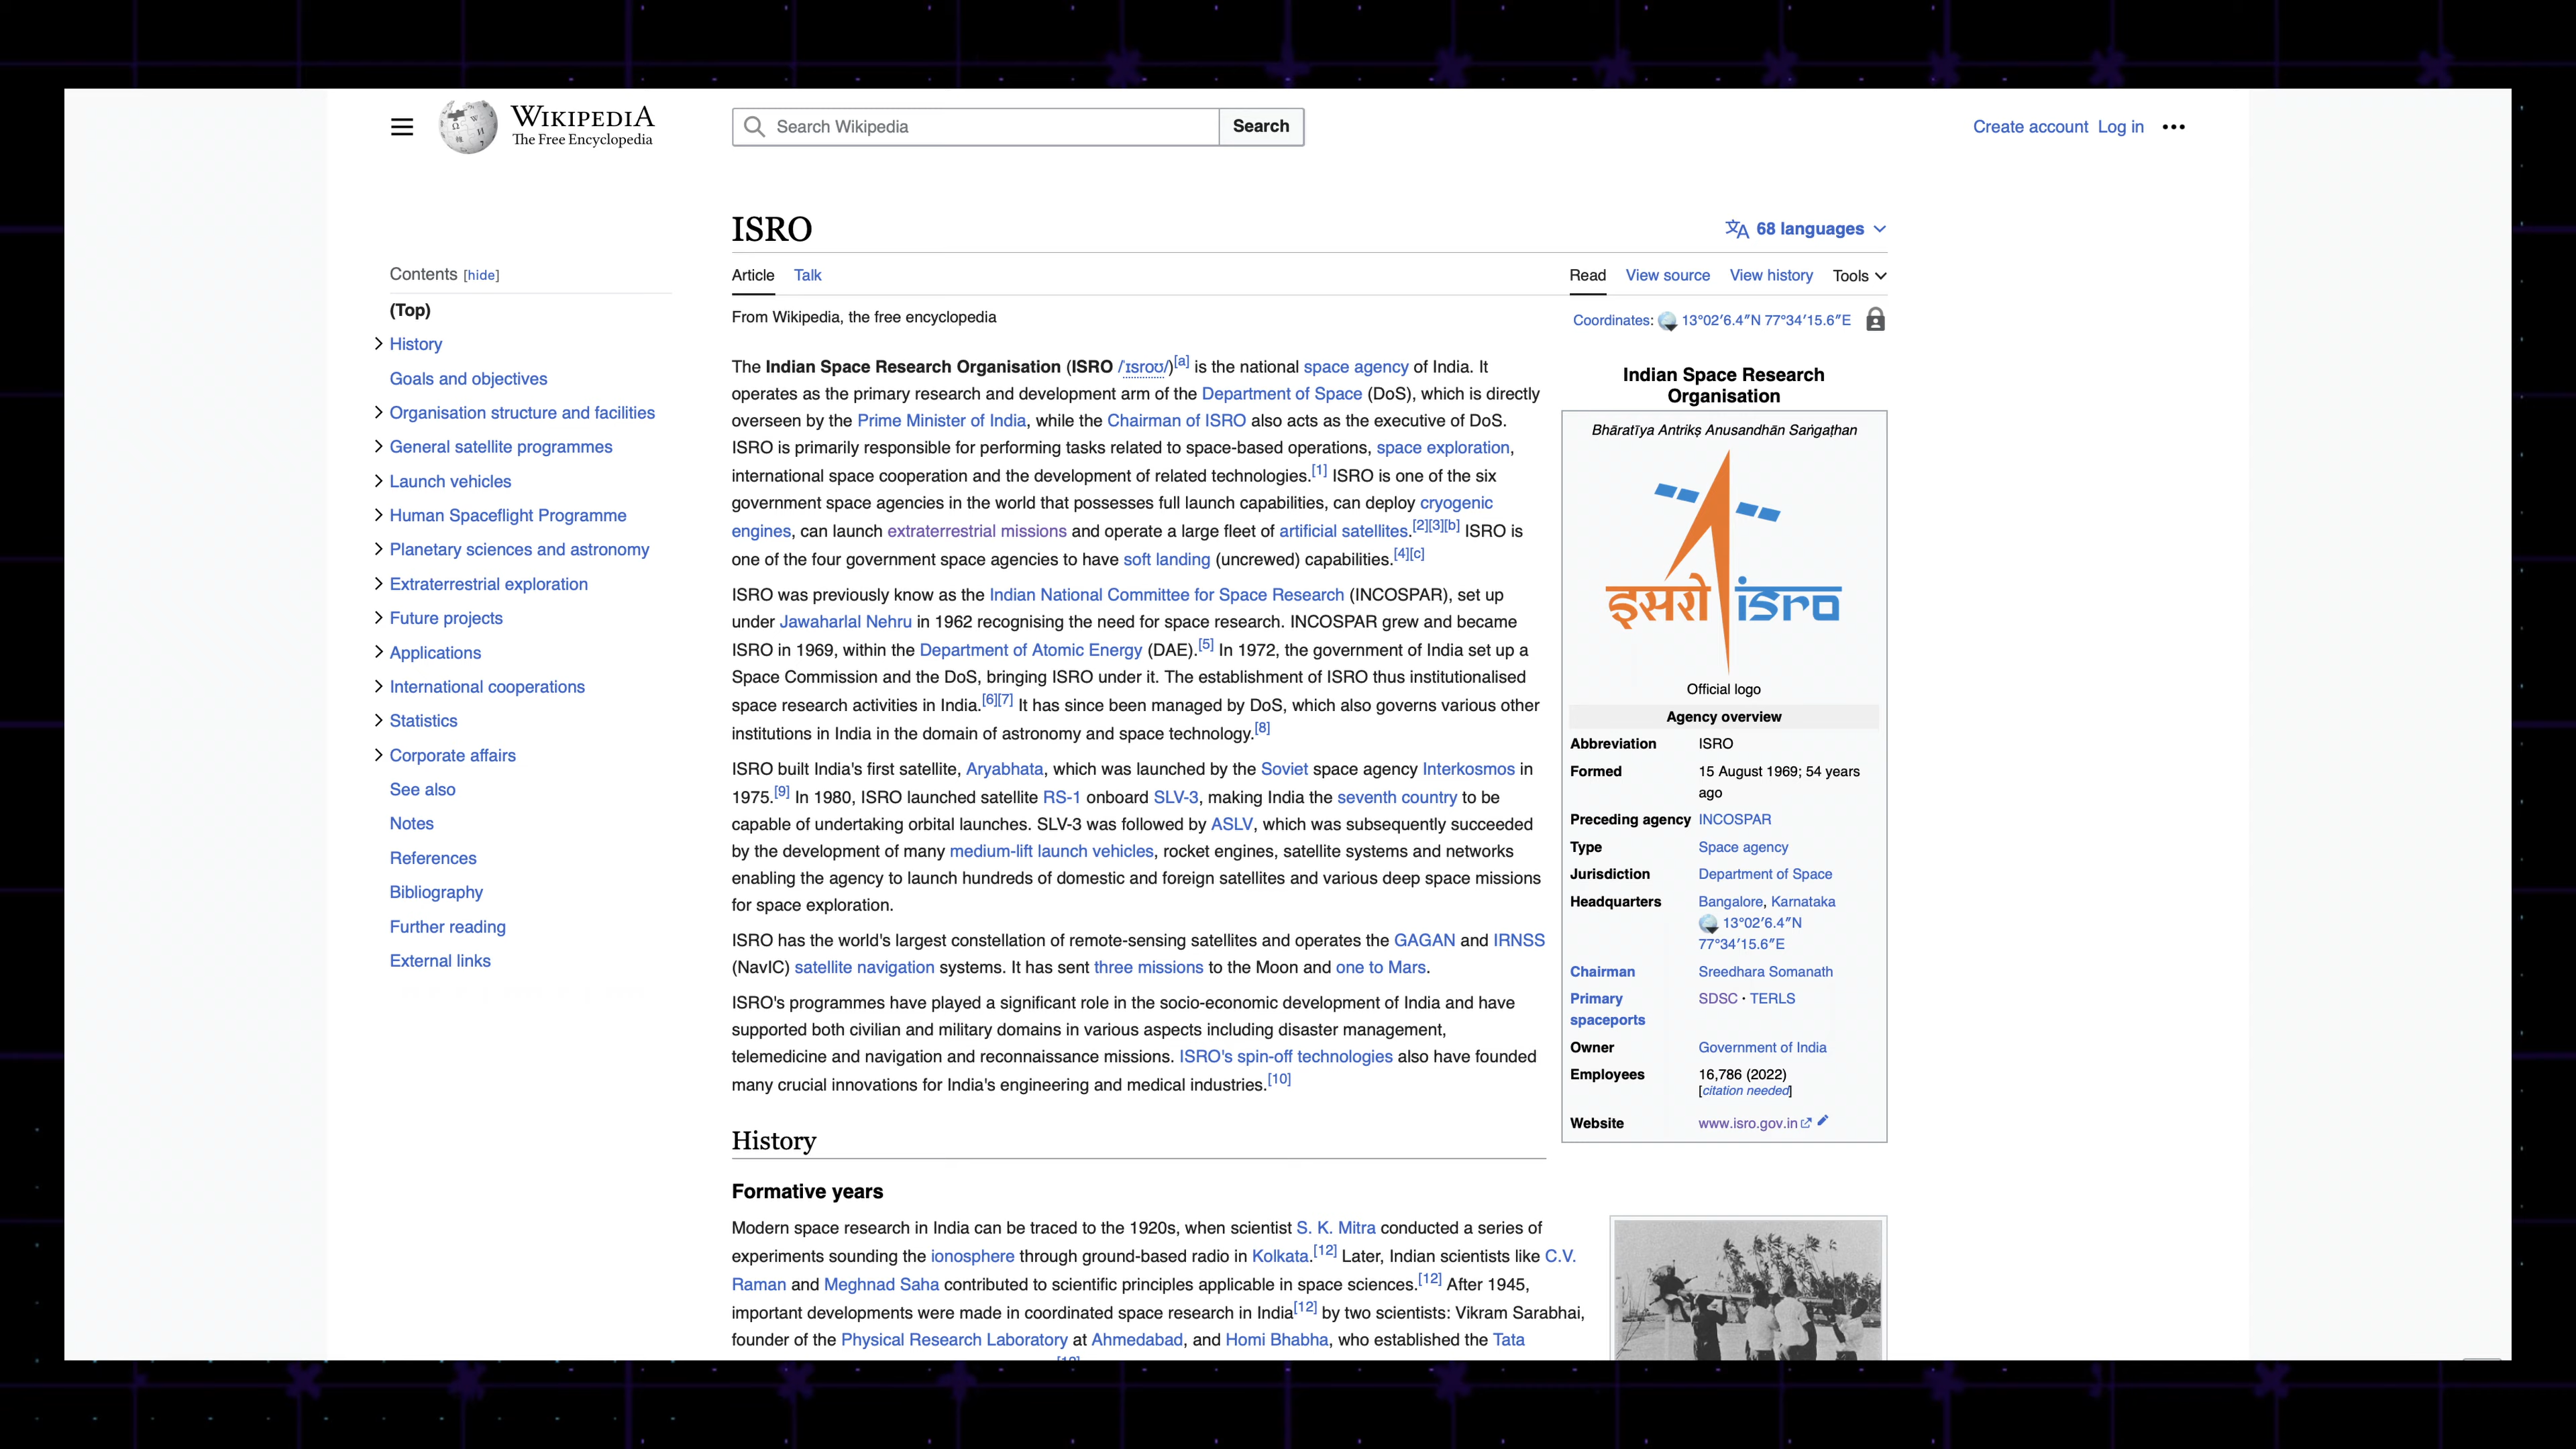 WIKIPEDIA
The Free Encyclopedia
Search Wikipedia
Search
Create account Log in
Contents [hide]
(Top)
History
Goals and objectives
Organisation structure and facilities
General satellite programmes
Launch vehicles
Human Spaceflight Programme
Planetary sciences and astronomy
Extraterrestrial exploration
Future projects
Applications
International cooperations
Statistics
Corporate affairs
See also
Notes
References
Bibliography
Further reading
External links
ISRO
68 languages
Article Talk
Read View source View history Tools
From Wikipedia, the free encyclopedia
Coordinates: 13°02′6.4″N 77°34′15.6″E
The Indian Space Research Organisation (ISRO /ˈɪsroʊ/)[a] is the national space agency of India. It
operates as the primary research and development arm of the Department of Space (DoS), which is directly
overseen by the Prime Minister of India, while the Chairman of ISRO also acts as the executive of DoS.
ISRO is primarily responsible for performing tasks related to space-based operations, space exploration,
international space cooperation and the development of related technologies.[1] ISRO is one of the six
government space agencies in the world that possesses full launch capabilities, can deploy cryogenic
engines, can launch extraterrestrial missions and operate a large fleet of artificial satellites.[2][3][b] ISRO is
one of the four government space agencies to have soft landing (uncrewed) capabilities.[4][c]
ISRO was previously know as the Indian National Committee for Space Research (INCOSPAR), set up
under Jawaharlal Nehru in 1962 recognising the need for space research. INCOSPAR grew and became
ISRO in 1969, within the Department of Atomic Energy (DAE).[5] In 1972, the government of India set up a
Space Commission and the DoS, bringing ISRO under it. The establishment of ISRO thus institutionalised
space research activities in India.[6][7] It has since been managed by DoS, which also governs various other
institutions in India in the domain of astronomy and space technology.[8]
ISRO built India's first satellite, Aryabhata, which was launched by the Soviet space agency Interkosmos in
1975.[9] In 1980, ISRO launched satellite RS-1 onboard SLV-3, making India the seventh country to be
capable of undertaking orbital launches. SLV-3 was followed by ASLV, which was subsequently succeeded
by the development of many medium-lift launch vehicles, rocket engines, satellite systems and networks
enabling the agency to launch hundreds of domestic and foreign satellites and various deep space missions
for space exploration.
ISRO has the world's largest constellation of remote-sensing satellites and operates the GAGAN and IRNSS
(NavIC) satellite navigation systems. It has sent three missions to the Moon and one to Mars.
ISRO's programmes have played a significant role in the socio-economic development of India and have
supported both civilian and military domains in various aspects including disaster management,
telemedicine and navigation and reconnaissance missions. ISRO's spin-off technologies also have founded
many crucial innovations for India's engineering and medical industries.[10]
Indian Space Research
Organisation
Bhāratīya Antrikṣ Anusandhān Saṅgaṭhan
इसरो isro
Official logo
Agency overview
Abbreviation ISRO
Formed 15 August 1969; 54 years
ago
Preceding agency INCOSPAR
Type Space agency
Jurisdiction Department of Space
Headquarters Bangalore, Karnataka
13°02′6.4″N
77°34′15.6″E
Chairman Sreedhara Somanath
Primary SDSC · TERLS
spaceports
Owner Government of India
Employees 16,786 (2022)
[citation needed]
Website www.isro.gov.in
History
Formative years
Modern space research in India can be traced to the 1920s, when scientist S. K. Mitra conducted a series of
experiments sounding the ionosphere through ground-based radio in Kolkata.[12] Later, Indian scientists like C.V.
Raman and Meghnad Saha contributed to scientific principles applicable in space sciences.[12] After 1945,
important developments were made in coordinated space research in India[12] by two scientists: Vikram Sarabhai,
founder of the Physical Research Laboratory at Ahmedabad, and Homi Bhabha, who established the Tata